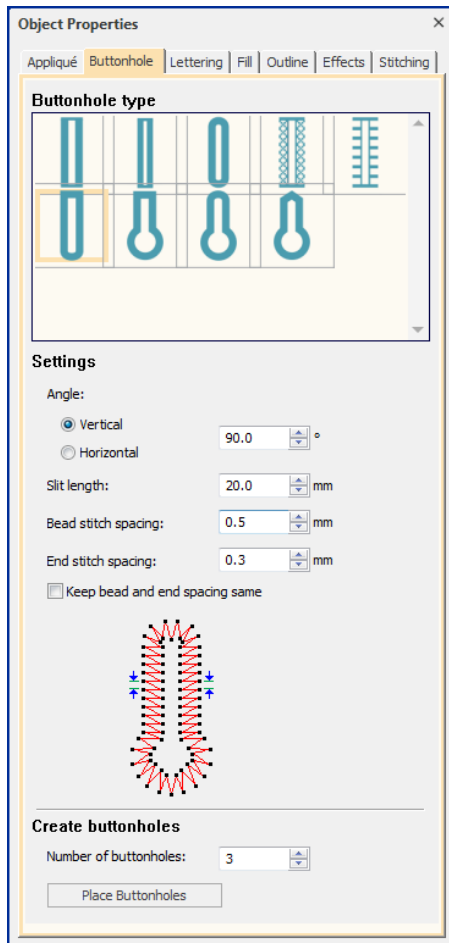 Object Properties
Appliqué Buttonhole Lettering Fill Outline Effects Stitching
Buttonhole type
Settings
Angle:
Vertical
90.0 °
Horizontal
Slit length: 20.0 mm
Bead stitch spacing: 0.5 mm
End stitch spacing: 0.3 mm
Keep bead and end spacing same
Create buttonholes
Number of buttonholes: 3
Place Buttonholes